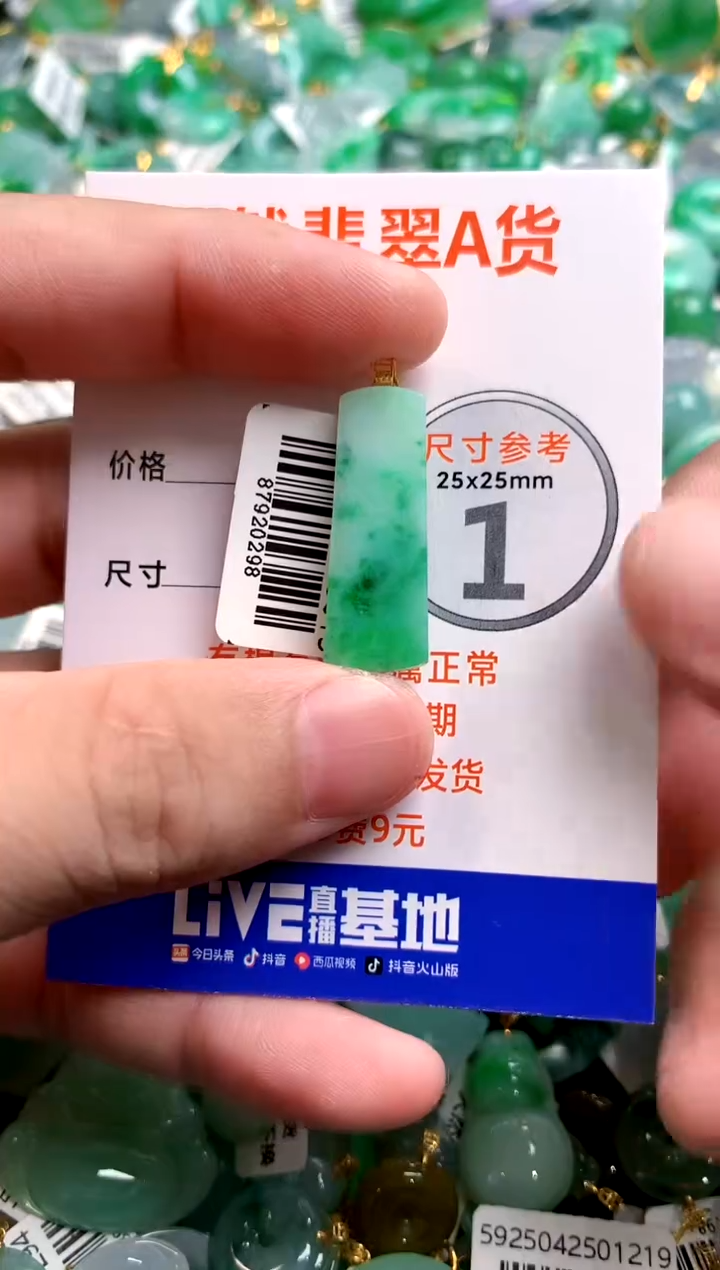 翡翠A货
价格
尺寸
尺寸参考
25x25mm
1
87920298
正常
期
发货
费9元
LIVE直播基地
今日头条 抖音 西瓜视频 抖音火山版
5925042501219